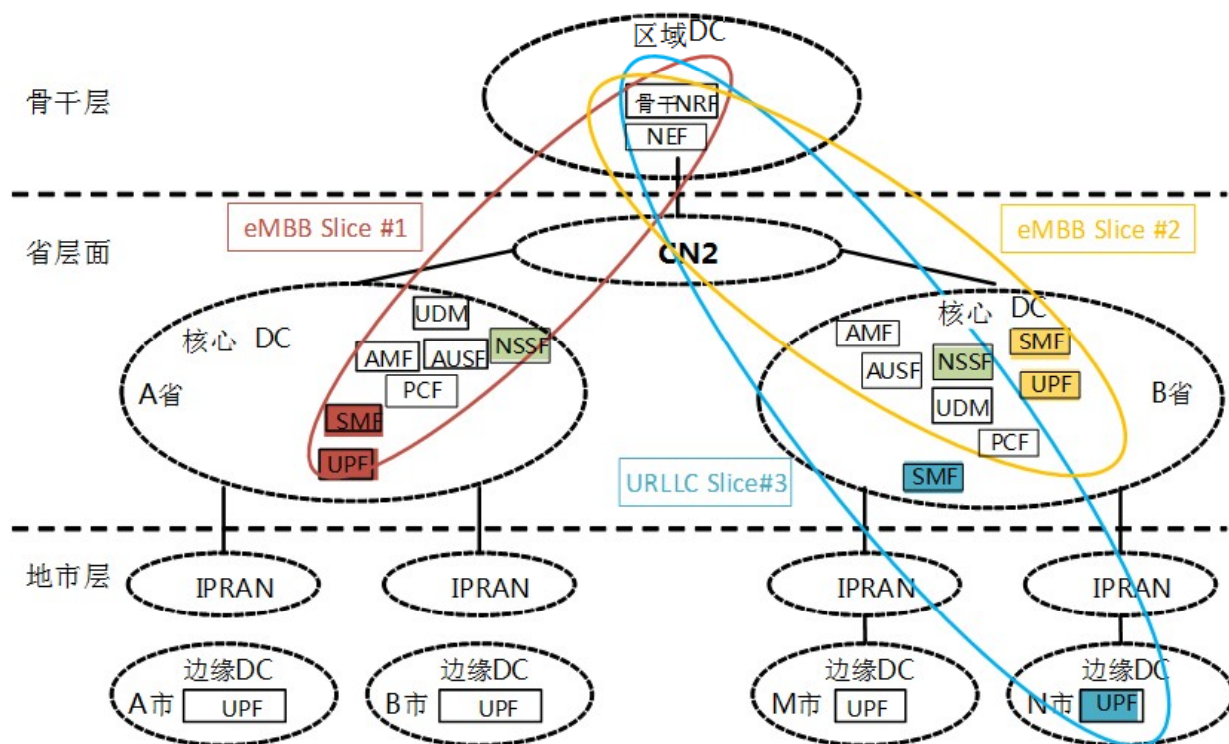 区域DC
骨干层
骨干NRF
NEF
eMBB Slice #1
eMBB Slice #2
省层面
CN2
核心 DC
UDM
AMF
AUSF
NSSF
PCF
A省
SMF
UPF
核心 DC
AMF
SMF
AUSF
NSSF
UPF
B省
UDM
PCF
SMF
URLLC Slice#3
地市层
IPRAN
IPRAN
IPRAN
IPRAN
边缘DC
A市
UPF
边缘DC
B市
UPF
边缘DC
M市
UPF
边缘DC
N市
UPF